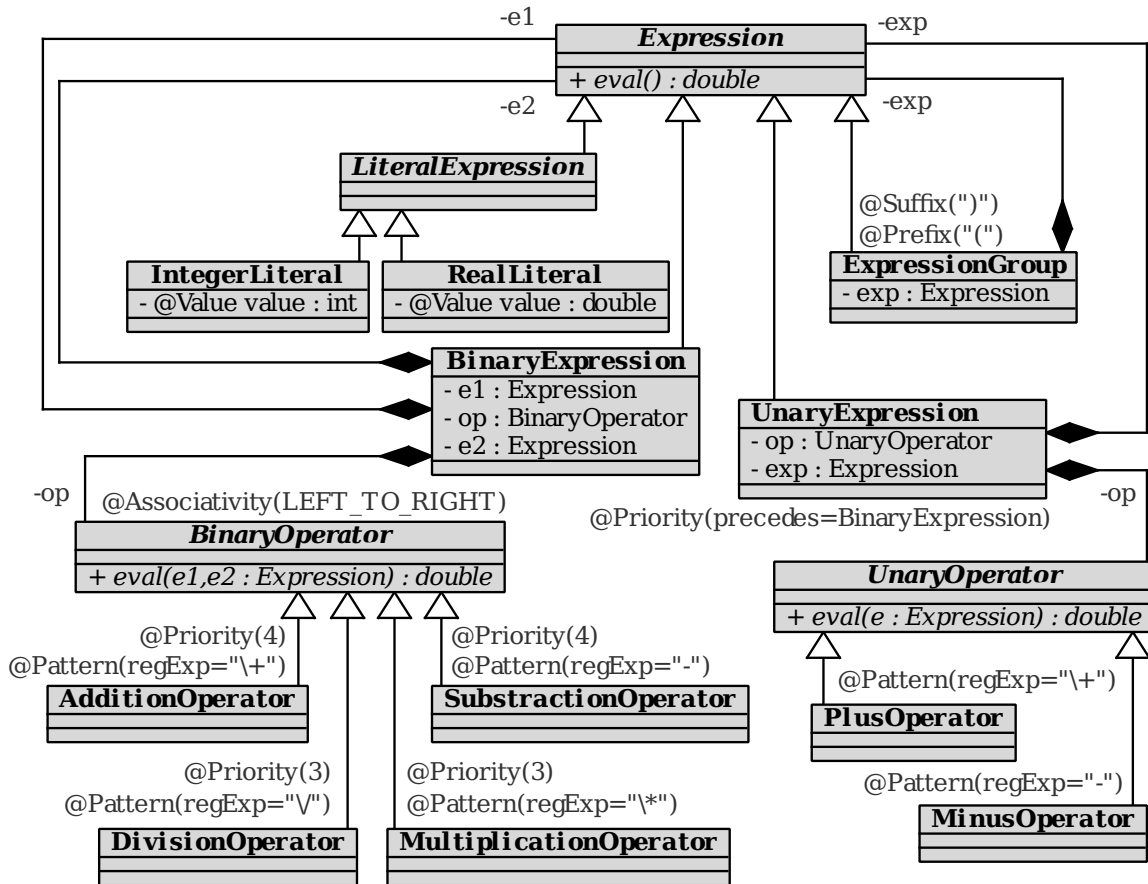 -e1
Expression
-exp
+ eval() : double
-e2
-exp
LiteralExpression
@Suffix(")")
@Prefix("(")
IntegerLiteral
- @Value value : int
RealLiteral
- @Value value : double
ExpressionGroup
- exp : Expression
BinaryExpression
- e1 : Expression
- op : BinaryOperator
- e2 : Expression
UnaryExpression
- op : UnaryOperator
- exp : Expression
-op
@Associativity(LEFT_TO_RIGHT)
-op
@Priority(precedes=BinaryExpression)
BinaryOperator
+ eval(e1,e2 : Expression) : double
UnaryOperator
+ eval(e : Expression) : double
@Priority(4)
@Pattern(regExp="\+")
@Priority(4)
@Pattern(regExp="-")
AdditionOperator
SubstractionOperator
@Pattern(regExp="\+")
PlusOperator
@Priority(3)
@Pattern(regExp="\/")
@Priority(3)
@Pattern(regExp="\*")
@Pattern(regExp="-")
DivisionOperator
MultiplicationOperator
MinusOperator